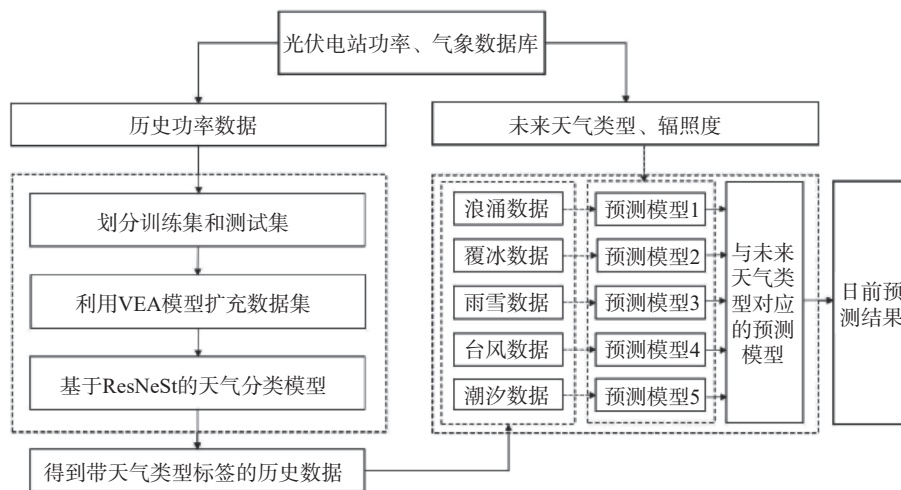 光伏电站功率、气象数据库
历史功率数据
未来天气类型、辐照度
划分训练集和测试集
利用VEA模型扩充数据集
基于ResNeSt的天气分类模型
得到带天气类型标签的历史数据
浪涌数据
覆冰数据
雨雪数据
台风数据
潮汐数据
预测模型1
预测模型2
预测模型3
预测模型4
预测模型5
与未来
天气类
型对应
的预测
模型
日前预
测结果